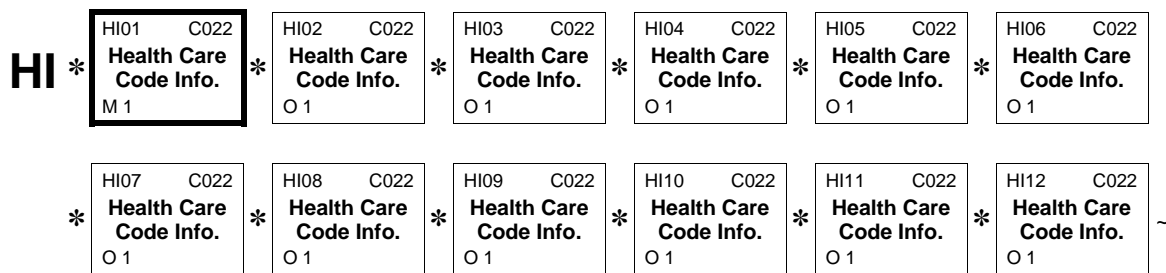 HI01 C022 HI02 C022 HI03 C022 HI04 C022 HI05 C022 HI06 C022
HI * Health Care * Health Care * Health Care * Health Care * Health Care * Health Care
Code Info. Code Info. Code Info. Code Info. Code Info. Code Info.
M 1 O 1 O 1 O 1 O 1 O 1
HI07 C022 HI08 C022 HI09 C022 HI10 C022 HI11 C022 HI12 C022
* Health Care * Health Care * Health Care * Health Care * Health Care * Health Care ~
Code Info. Code Info. Code Info. Code Info. Code Info. Code Info.
O 1 O 1 O 1 O 1 O 1 O 1